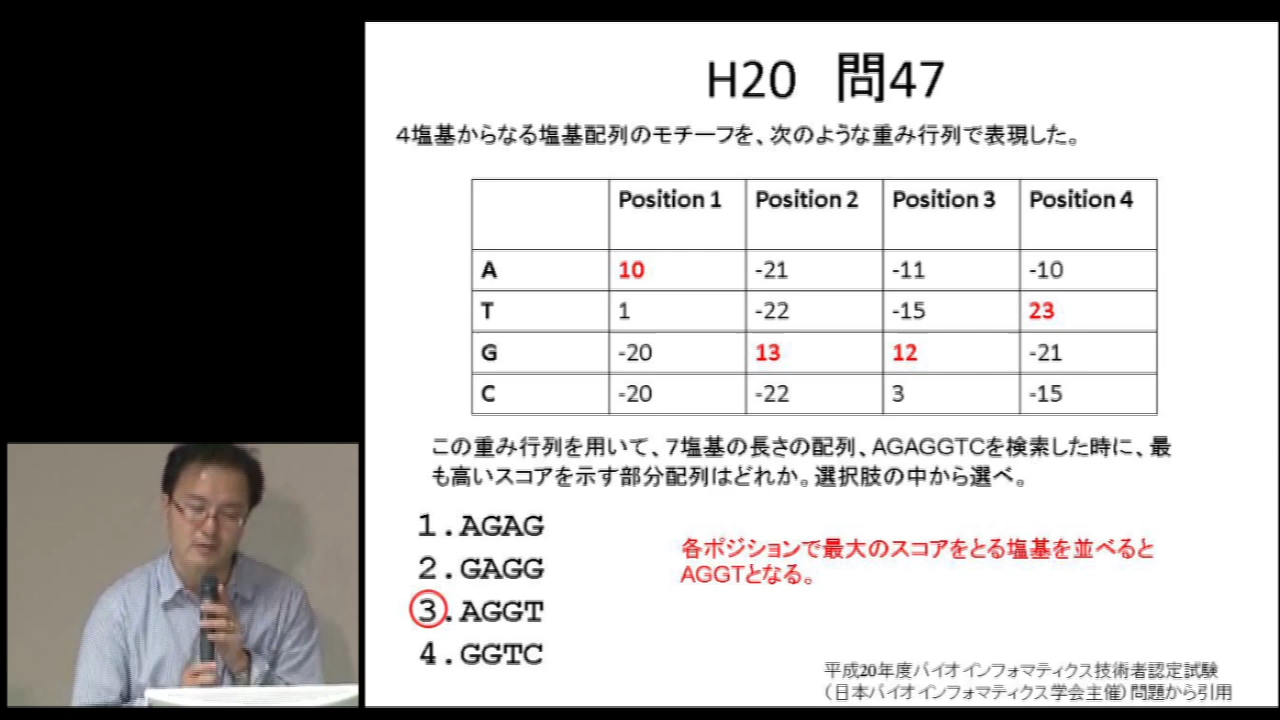 H20　問47
４塩基からなる塩基配列のモチーフを、次のような重み行列で表現した。
Position 1 Position 2 Position 3 Position 4
A 10 -21 -11 -10
T 1 -22 -15 23
G -20 13 12 -21
C -20 -22 3 -15
この重み行列を用いて、７塩基の長さの配列、AGAGGTCを検索した時に、最
も高いスコアを示す部分配列はどれか。選択肢の中から選べ。
1.AGAG
2.GAGG
3.AGGT
4.GGTC
各ポジションで最大のスコアをとる塩基を並べると
AGGTとなる。
平成20年度バイオインフォマティクス技術者認定試験
（日本バイオインフォマティクス学会主催）問題から引用